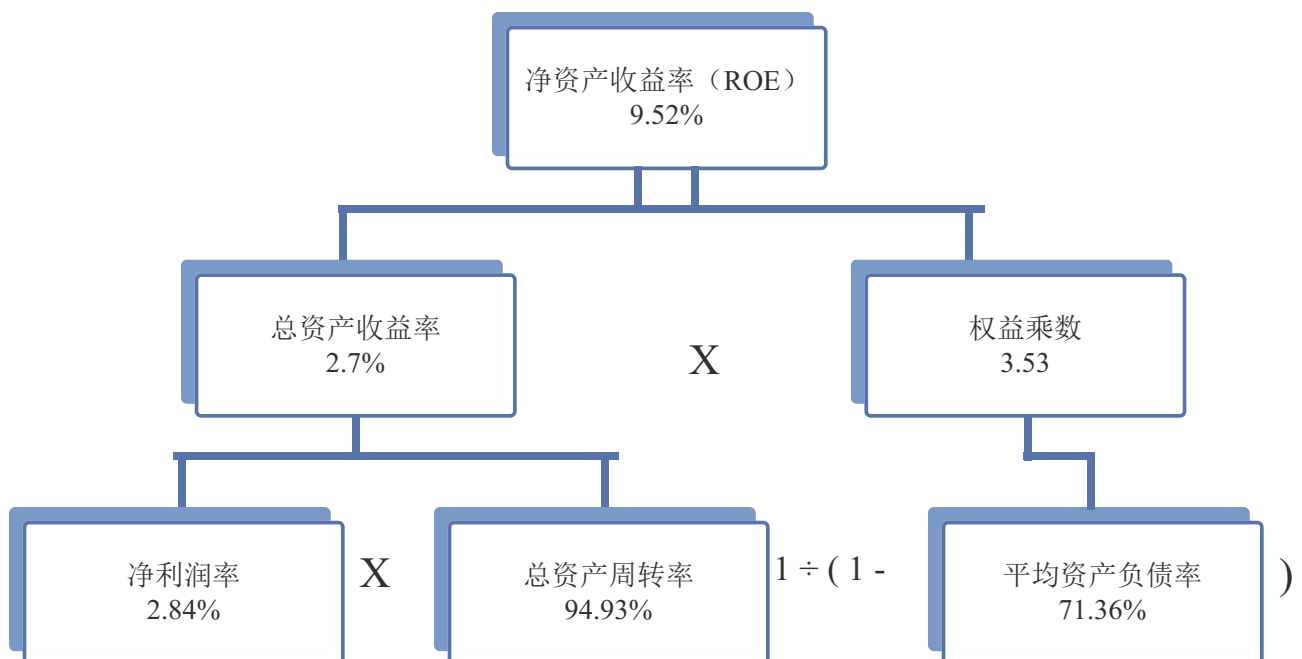 净资产收益率（ROE）
9.52%
总资产收益率
2.7%
X
权益乘数
3.53
净利润率
2.84%
X
总资产周转率
94.93%
1 ÷ ( 1 -
平均资产负债率
71.36%
)